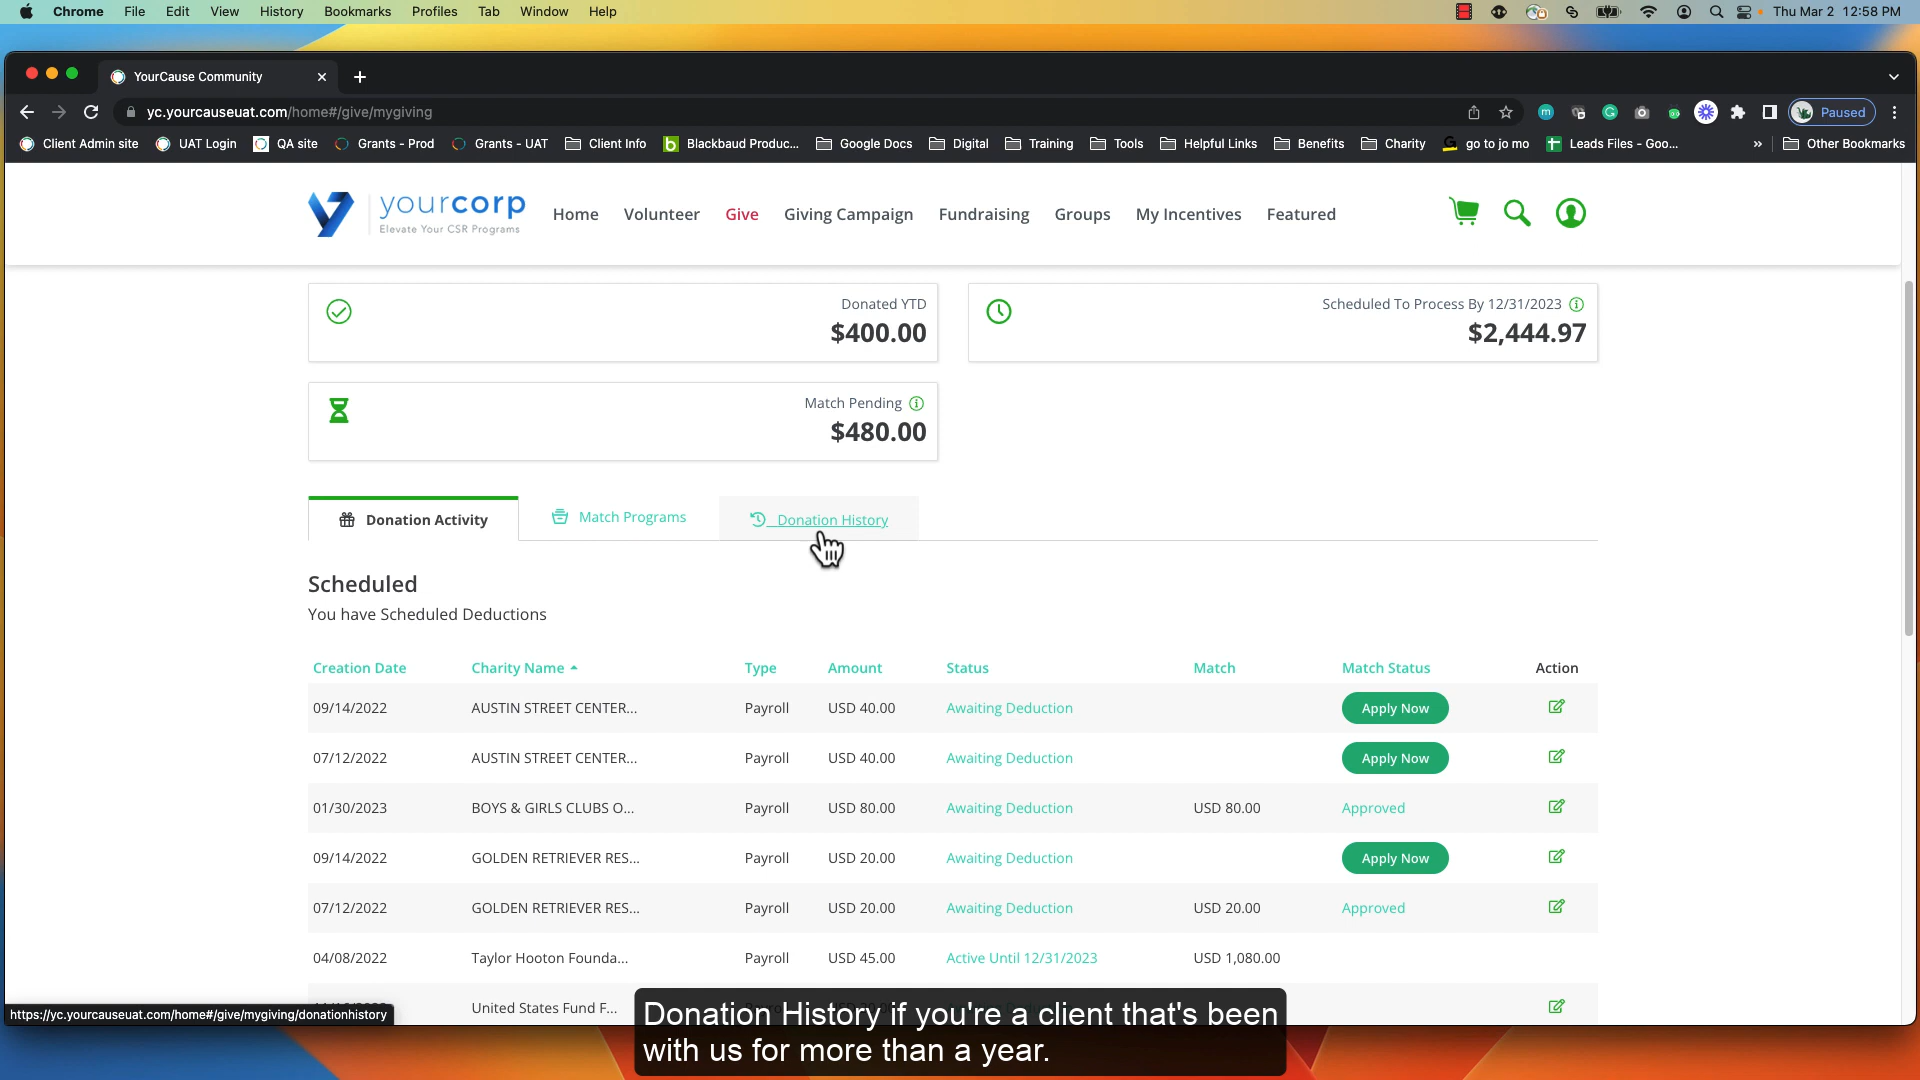 Chrome File Edit View History Bookmarks Profiles Tab Window Help Thu Mar 2 12:58 PM
YourCause Community
yc.yourcauseuat.com/home#/give/mygiving Paused
Client Admin site UAT Login QA site Grants - Prod Grants - UAT Client Info Blackbaud Produc... Google Docs Digital Training Tools Helpful Links Benefits Charity go to jo mo Leads Files - Goo... » Other Bookmarks
yourcorp
Elevate Your CSR Programs
Home Volunteer Give Giving Campaign Fundraising Groups My Incentives Featured
Donated YTD
$400.00
Scheduled To Process By 12/31/2023
$2,444.97
Match Pending
$480.00
Donation Activity Match Programs Donation History
Scheduled
You have Scheduled Deductions
Creation Date Charity Name Type Amount Status Match Match Status Action
09/14/2022 AUSTIN STREET CENTER... Payroll USD 40.00 Awaiting Deduction Apply Now
07/12/2022 AUSTIN STREET CENTER... Payroll USD 40.00 Awaiting Deduction Apply Now
01/30/2023 BOYS & GIRLS CLUBS O... Payroll USD 80.00 Awaiting Deduction USD 80.00 Approved
09/14/2022 GOLDEN RETRIEVER RES... Payroll USD 20.00 Awaiting Deduction Apply Now
07/12/2022 GOLDEN RETRIEVER RES... Payroll USD 20.00 Awaiting Deduction USD 20.00 Approved
04/08/2022 Taylor Hooton Founda... Payroll USD 45.00 Active Until 12/31/2023 USD 1,080.00
United States Fund F...
https://yc.yourcauseuat.com/home#/give/mygiving/donationhistory
Donation History if you're a client that's been
with us for more than a year.